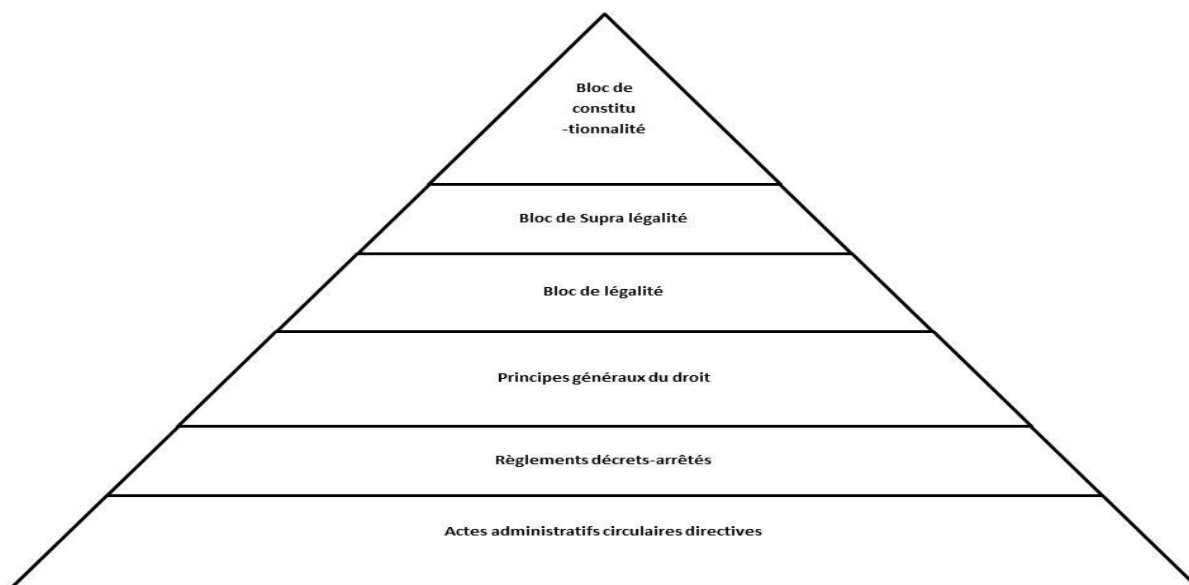 Bloc de
constitu
-tionnalité
Bloc de Supra légalité
Bloc de légalité
Principes généraux du droit
Règlements décrets-arrêtés
Actes administratifs circulaires directives